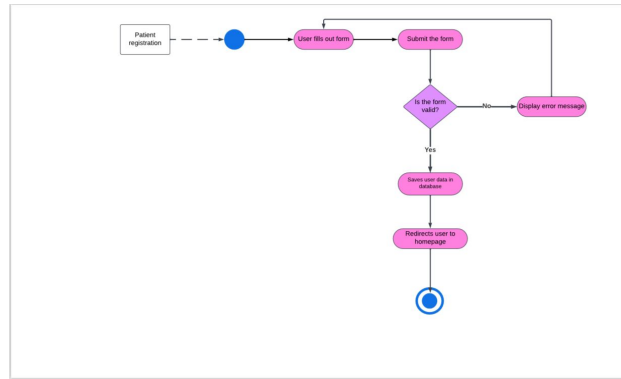 Patient
registration
User fills out form
Submit the form
Is the form
valid?
No
Display error message
Yes
Saves user data in
database
Redirects user to
homepage